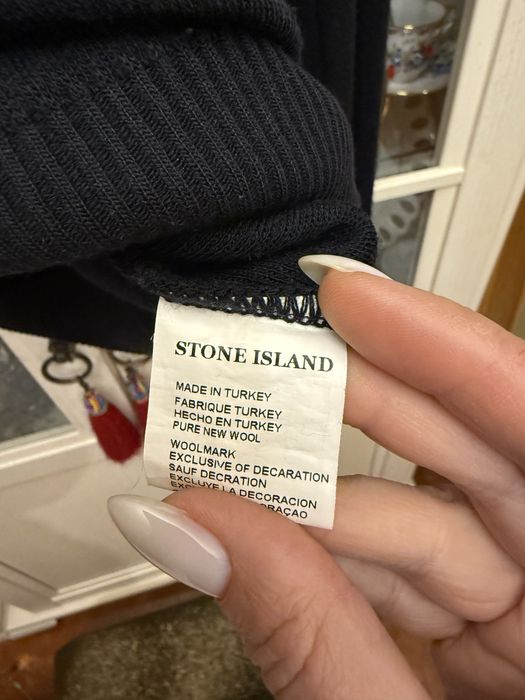 STONE ISLAND
MADE IN TURKEY
FABRIQUE TURKEY
HECHO EN TURKEY
PURE NEW WOOL
WOOLMARK
EXCLUSIVE OF DECARATION
SAUF DECRATION
EXCLUYE LA DECORACION